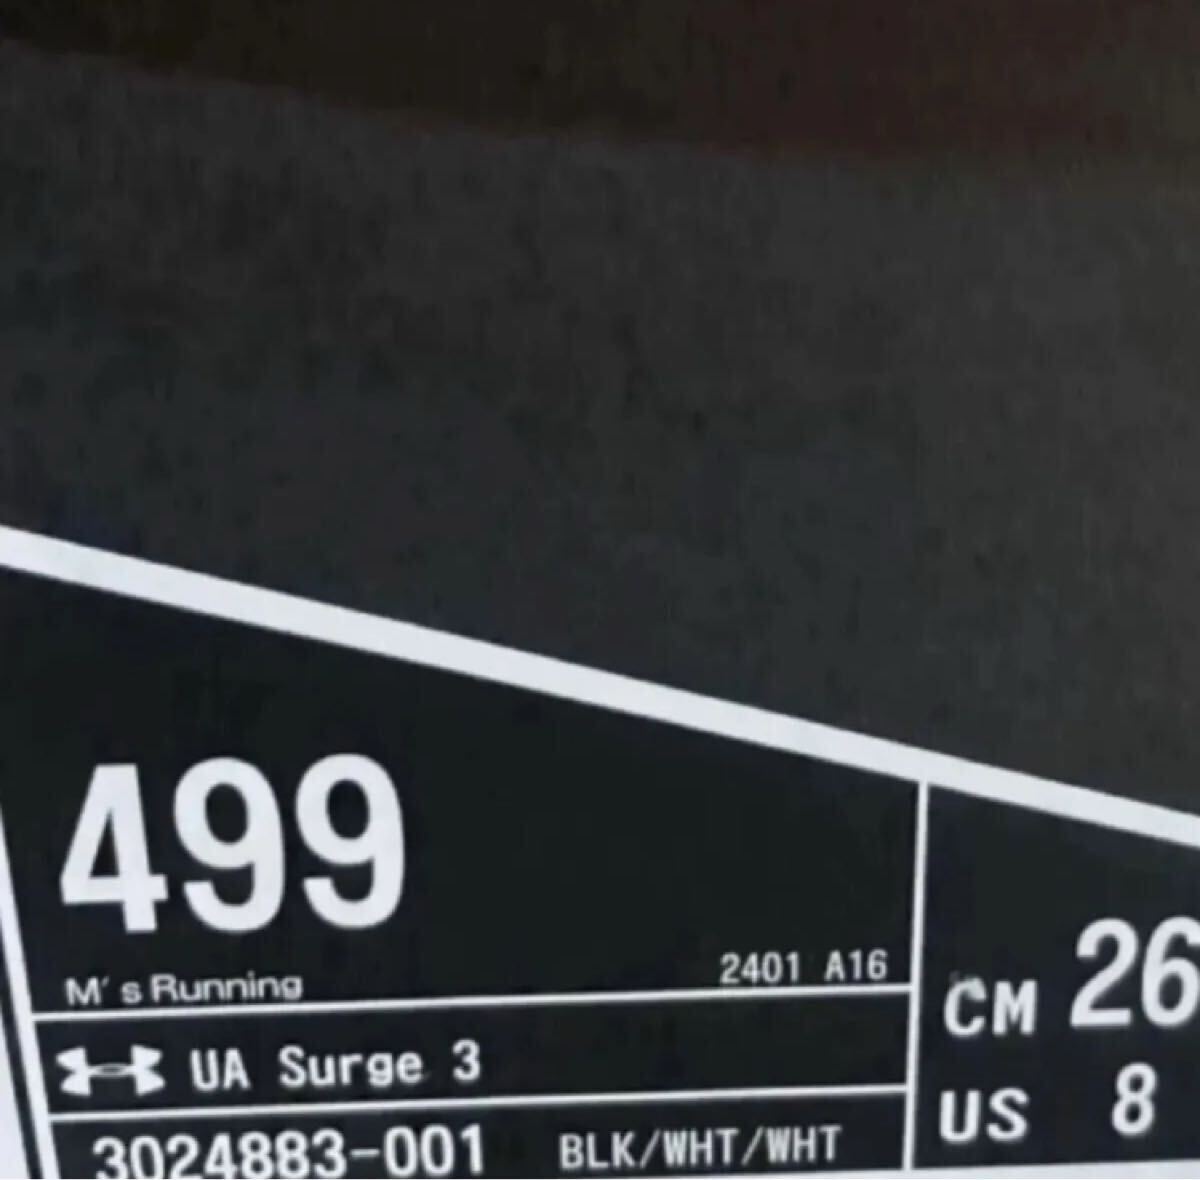 499
M's Running
2401 A16
UA Surge 3
3024883-001 BLK/WHT/WHT
CM 26
US 8